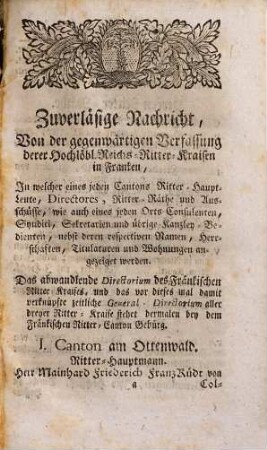 Zuverläsige Nachricht,
Von der gegenwärtigen Verfassung
derer Hochlöbl. Reichs-Ritter-Kraisen
in Francken,
In welcher eines jeden Cantons Ritter-Haupt-
Leute, Directores, Ritter-Räthe und Aus-
schüsse, wie auch eines jeden Orts Consulenten,
Syndici, Sekretarien und übrige Kanzley-Be-
dienten, nebst deren respectiven Namen, Herr-
schaften, Titulaturen und Wohnungen an-
gezeiget werden.
Das abwandlende Directorium des Fränkischen
Ritter-Kraises, und das vor dieses mal damit
verknüpfte zeitliche General-Directorium aller
dreyer Ritter-Kraise stehet dermalen bey dem
Fränkischen Ritter-Canton Gebürg.
I. Canton am Ottenwald.
Ritter-Hauptmann.
Herr Mainhard Friederich Franz Rüdt von
a Col-